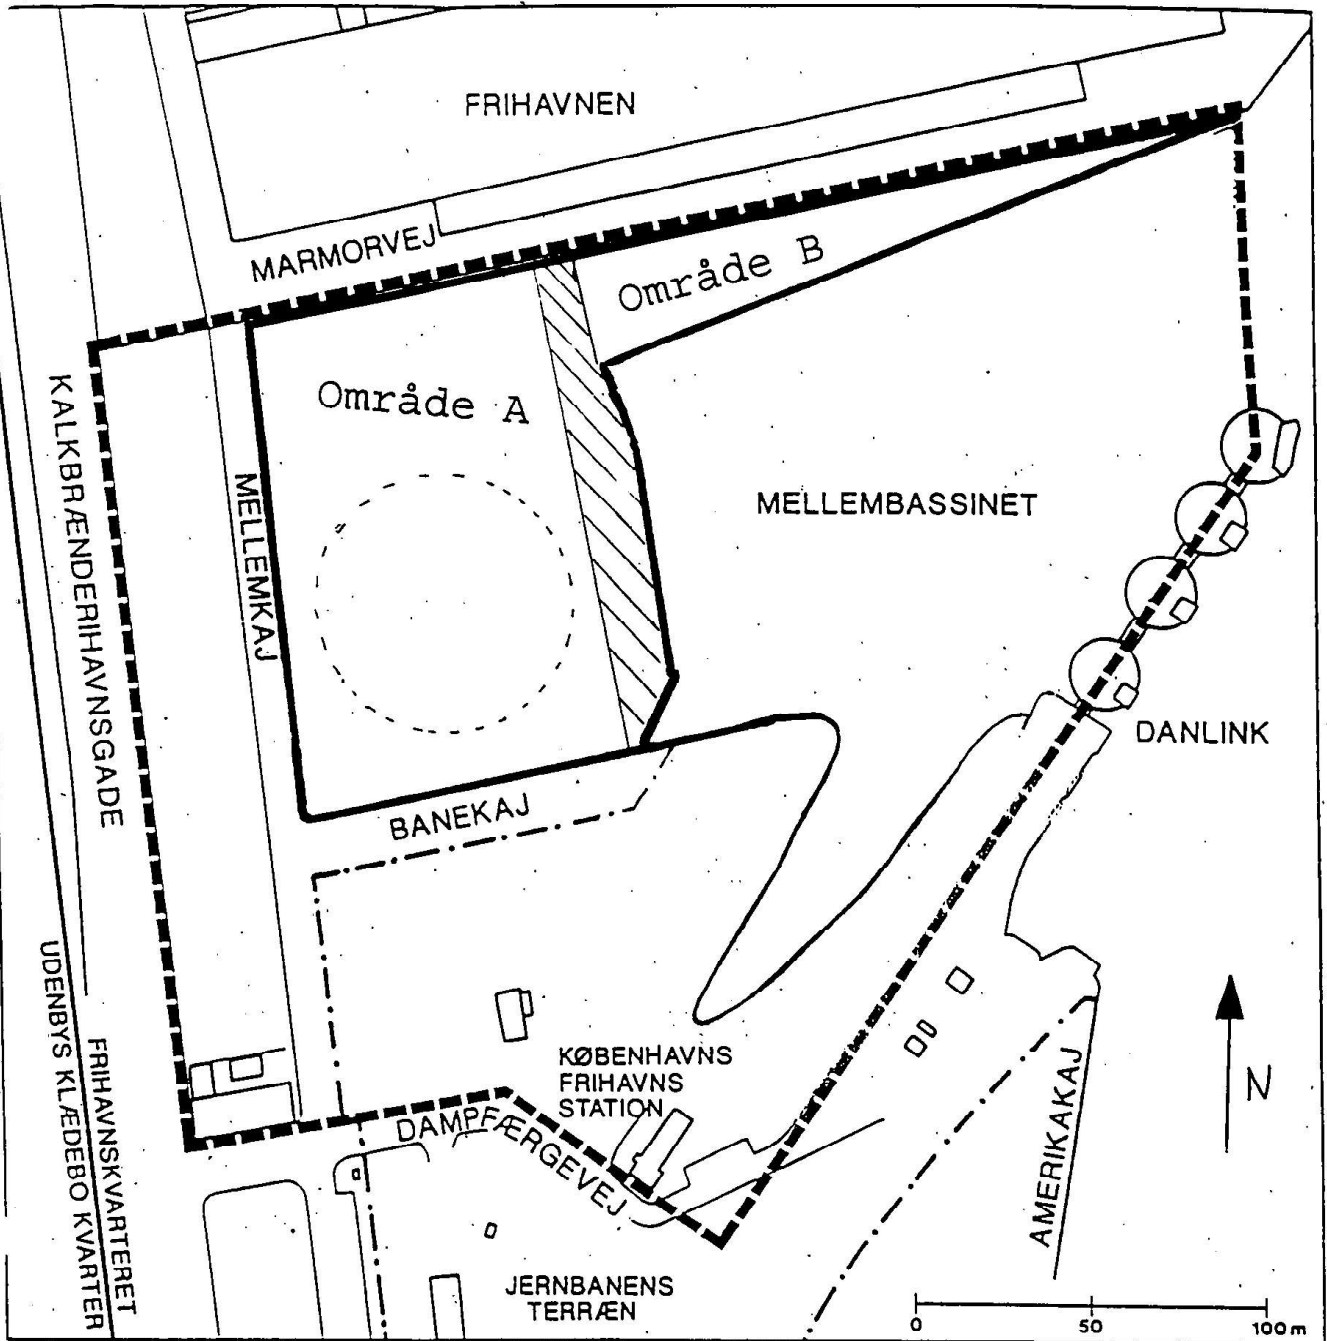 FRIHAVNEN
MARMORVEJ
Område B
Område A
KALKBRÆNDERIHAVNSGADE
MELLEMKAJ
MELLEMBASSINET
DANLINK
BANEKAJ
UDENBYS KLÆDEBO KVARTER
FRIHAVNSKVARTERET
KØBENHAVNS
FRIHAVNS
STATION
DAMPFÆRGEVEJ
AMERIKAKAJ
N
JERNBANENS
TERRÆN
0 50 100 m